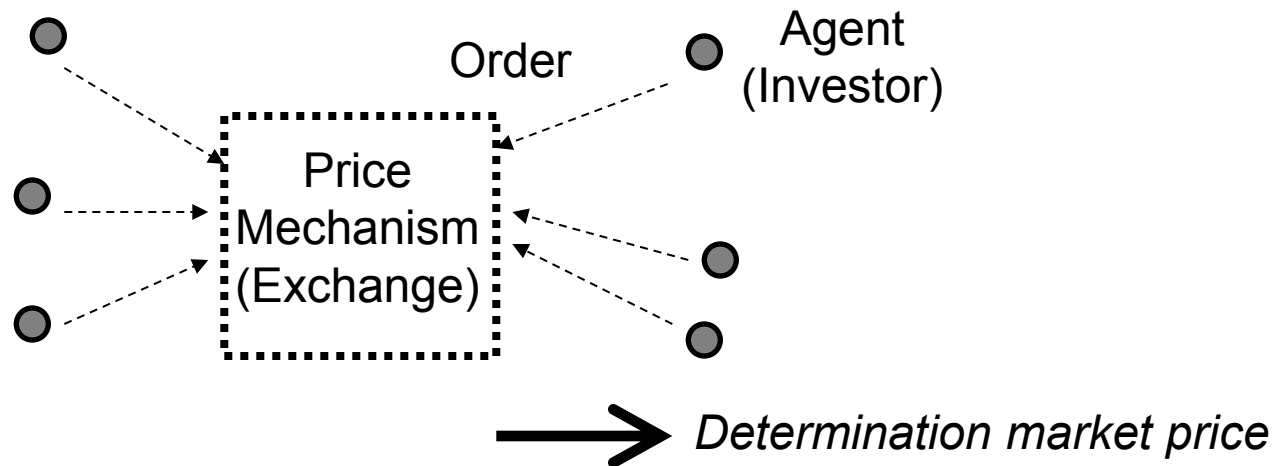 Order
Agent
(Investor)
Price
Mechanism
(Exchange)
Determination market price